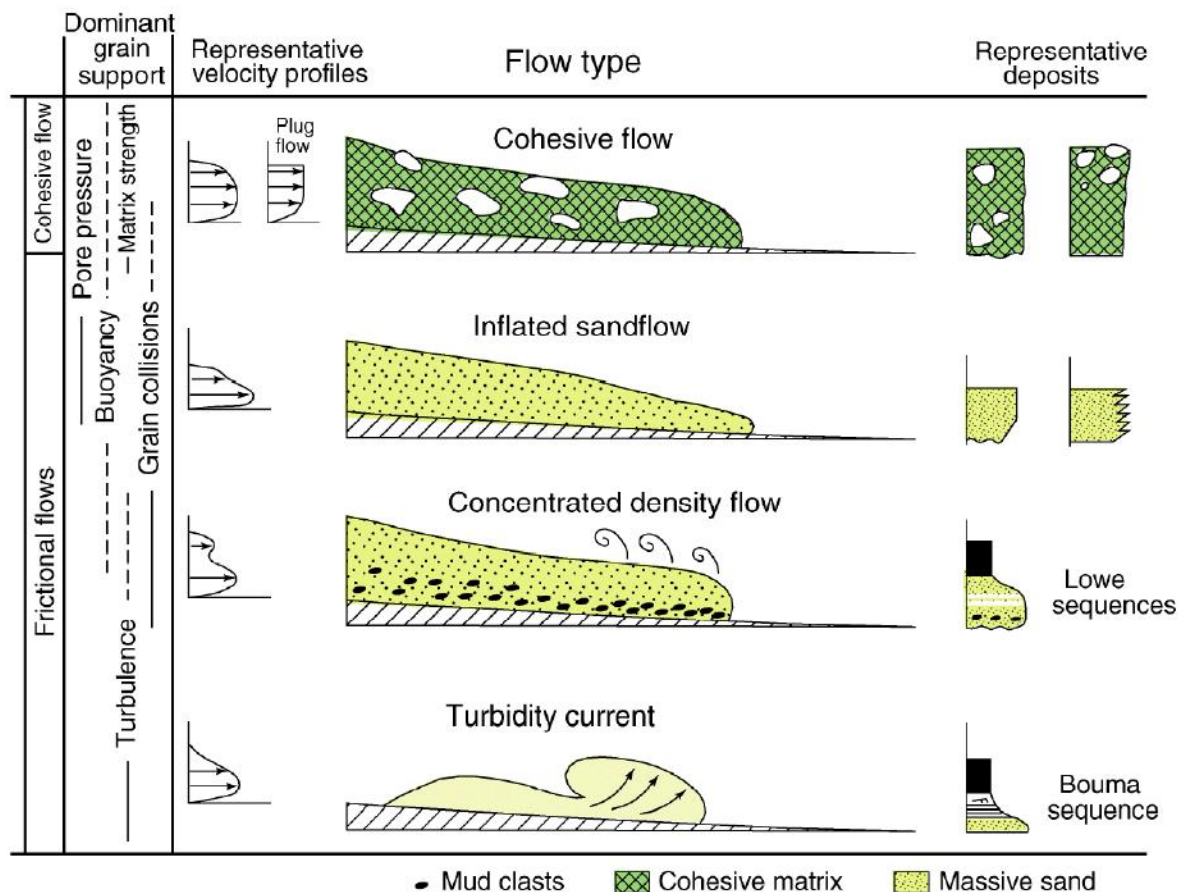 Dominant
grain
support
Representative
velocity profiles
Flow type
Representative
deposits
Cohesive flow
Frictional flows
Pore pressure
Matrix strength
Buoyancy
Grain collisions
Turbulence
Plug
flow
Cohesive flow
Inflated sandflow
Concentrated density flow
Lowe
sequences
Turbidity current
Bouma
sequence
Mud clasts
Cohesive matrix
Massive sand